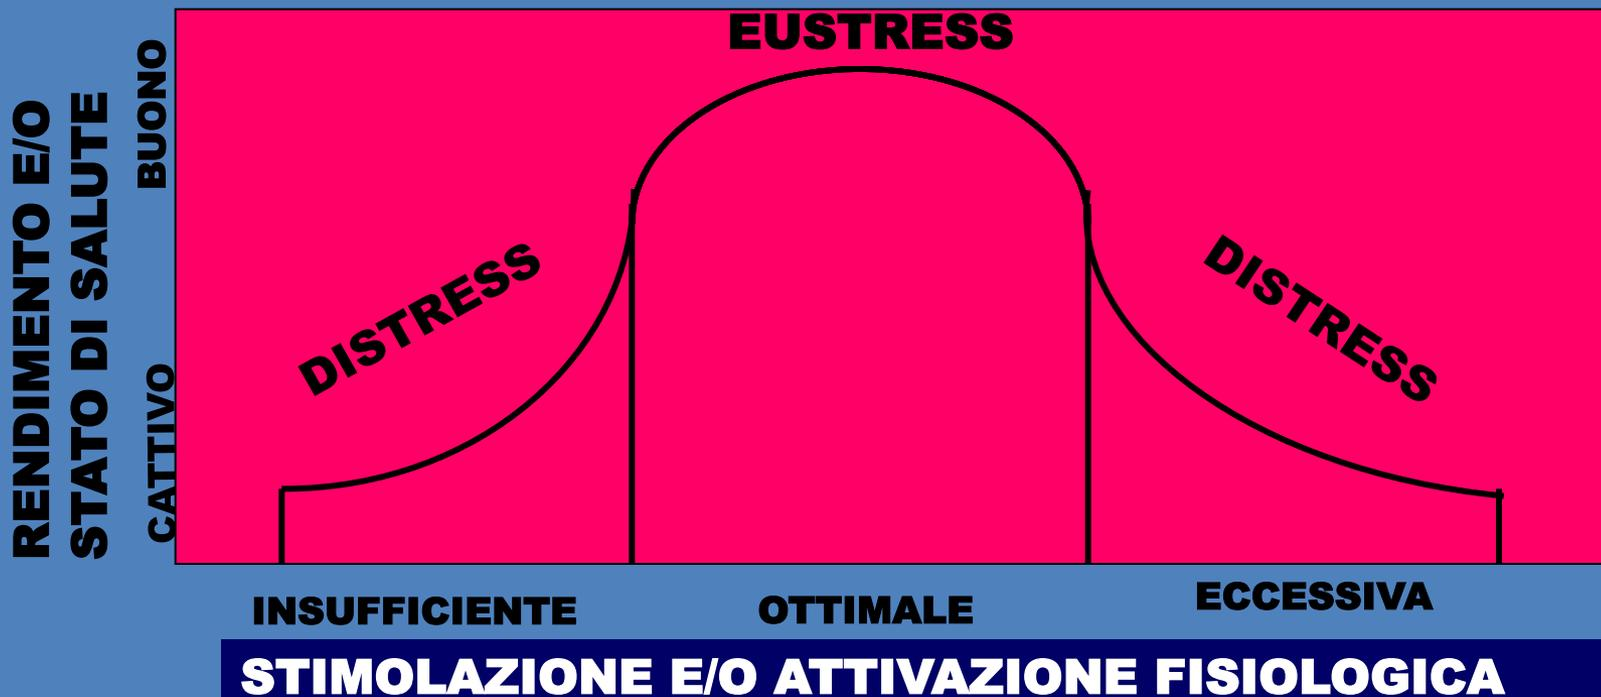 EUSTRESS
BUONO
RENDIMENTO E/O
STATO DI SALUTE
CATTIVO
DISTRESS
DISTRESS
INSUFFICIENTE
OTTIMALE
ECCESSIVA
STIMOLAZIONE E/O ATTIVAZIONE FISIOLOGICA